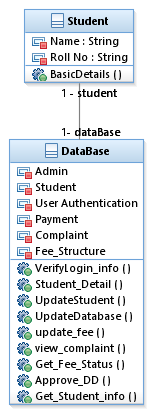 Student
Name : String
Roll No : String
BasicDetails ( )
1 - student
1- dataBase
DataBase
Admin
Student
User Authentication
Payment
Complaint
Fee_Structure
VerifyLogin_info ( )
Student_Detail ( )
UpdateStudent ( )
UpdateDatabase ( )
update_fee ( )
view_complaint ( )
Get_Fee_Status ( )
Approve_DD ( )
Get_Student_info ( )